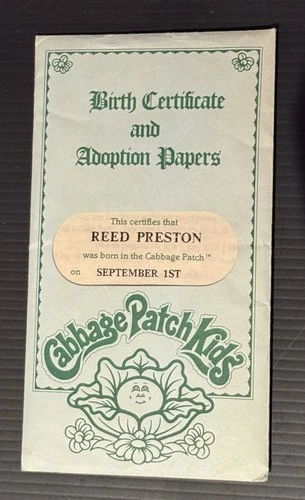 Birth Certificate
and
Adoption Papers
This certifies that
REED PRESTON
was born in the Cabbage Patch™
on SEPTEMBER 1ST
Cabbage Patch Kids